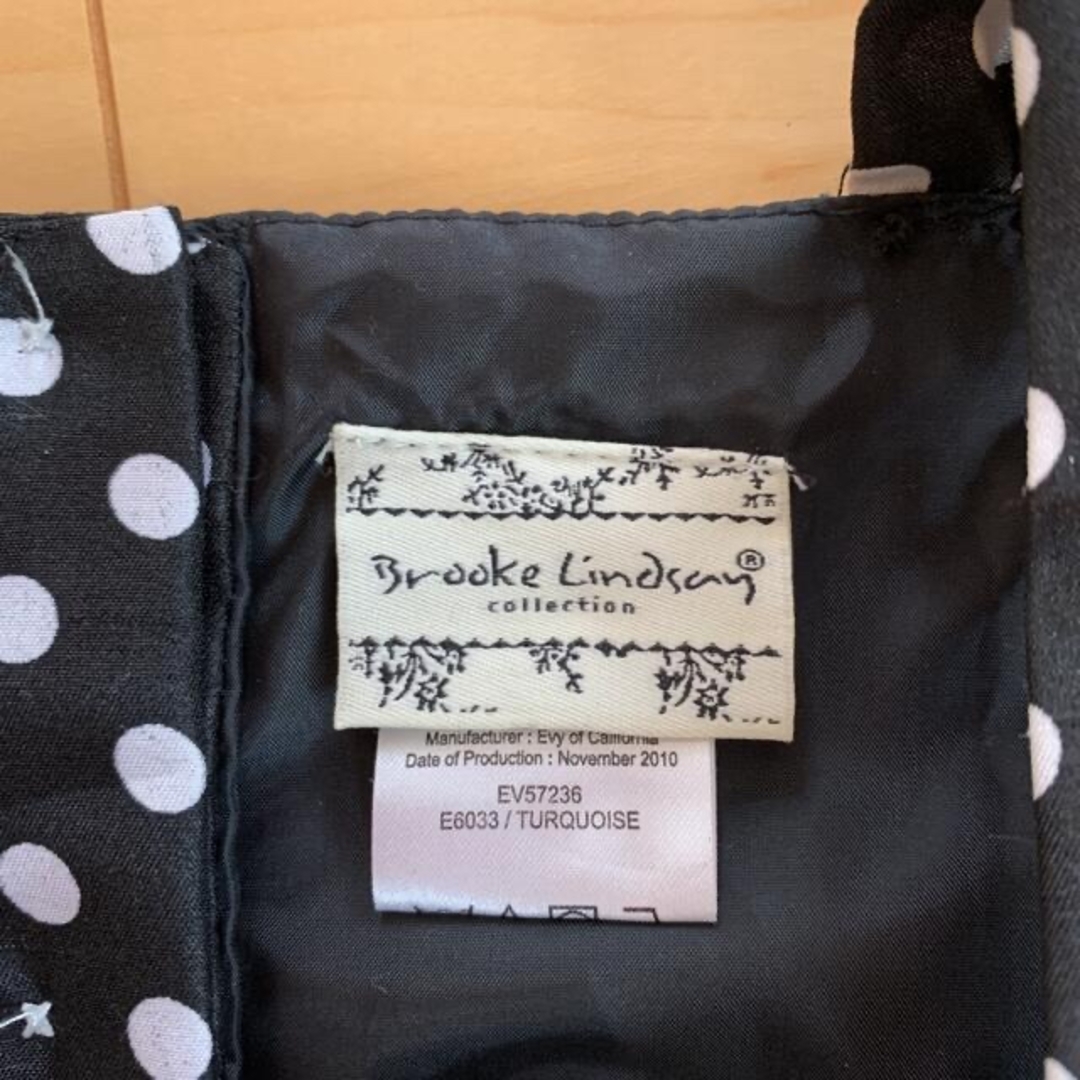 Brooke Lindsay®
collection
Manufacturer : Evy of California
Date of Production : November 2010
EV57236
E6033 / TURQUOISE